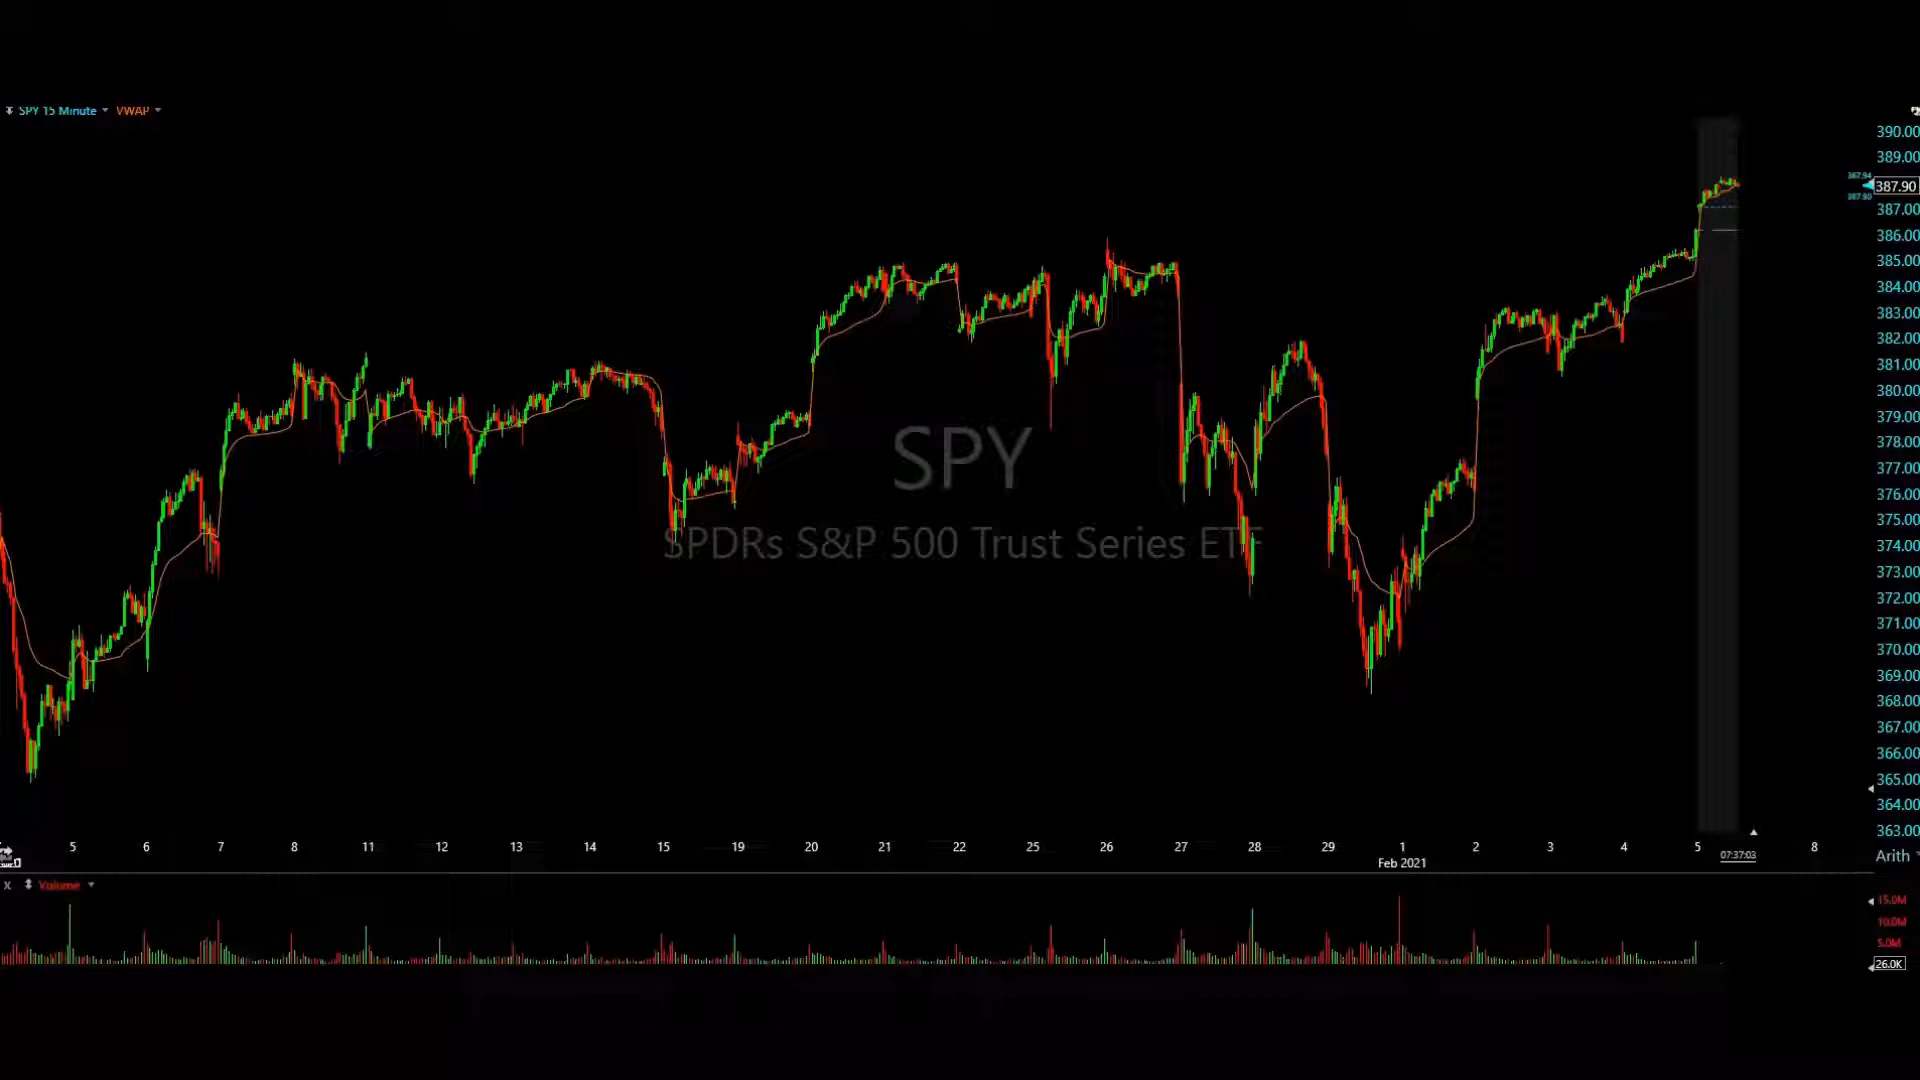 SPY 15 Minute VWAP
390.00
389.00
387.94
387.90
387.90
387.00
386.00
385.00
384.00
383.00
382.00
381.00
380.00
379.00
378.00
377.00
376.00
375.00
374.00
373.00
372.00
371.00
370.00
369.00
368.00
367.00
366.00
365.00
364.00
363.00
SPY
SPDRs S&P 500 Trust Series ETF
5 6 7 8 11 12 13 14 15 19 20 21 22 25 26 27 28 29 1 2 3 4 5 8
Feb 2021
07:37:03
Arith
X Volume
15.0M
10.0M
5.0M
26.0K